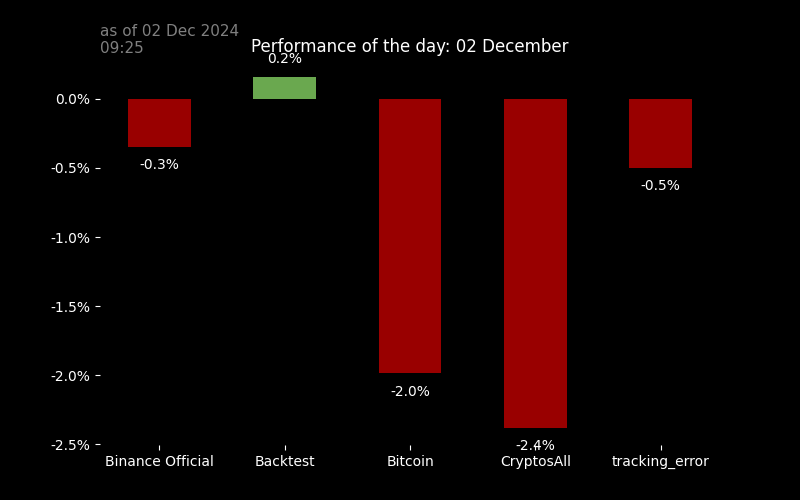 as of 02 Dec 2024
09:25
Performance of the day: 02 December
0.2%
0.0%
-0.3%
-0.5%
-0.5%
-1.0%
-1.5%
-2.0%
-2.0%
-2.5%
-2.4%
Binance Official
Backtest
Bitcoin
CryptosAll
tracking_error